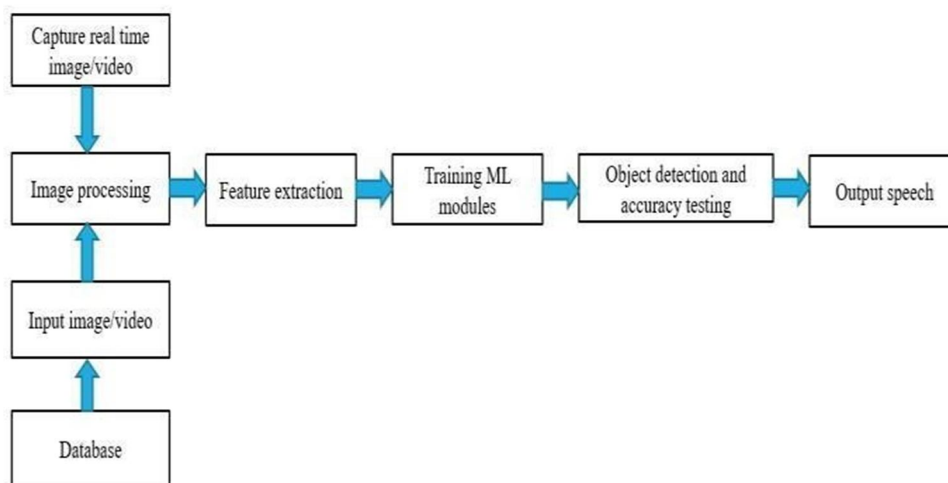 Capture real time
image/video
Image processing
Feature extraction
Training ML
modules
Object detection and
accuracy testing
Output speech
Input image/video
Database